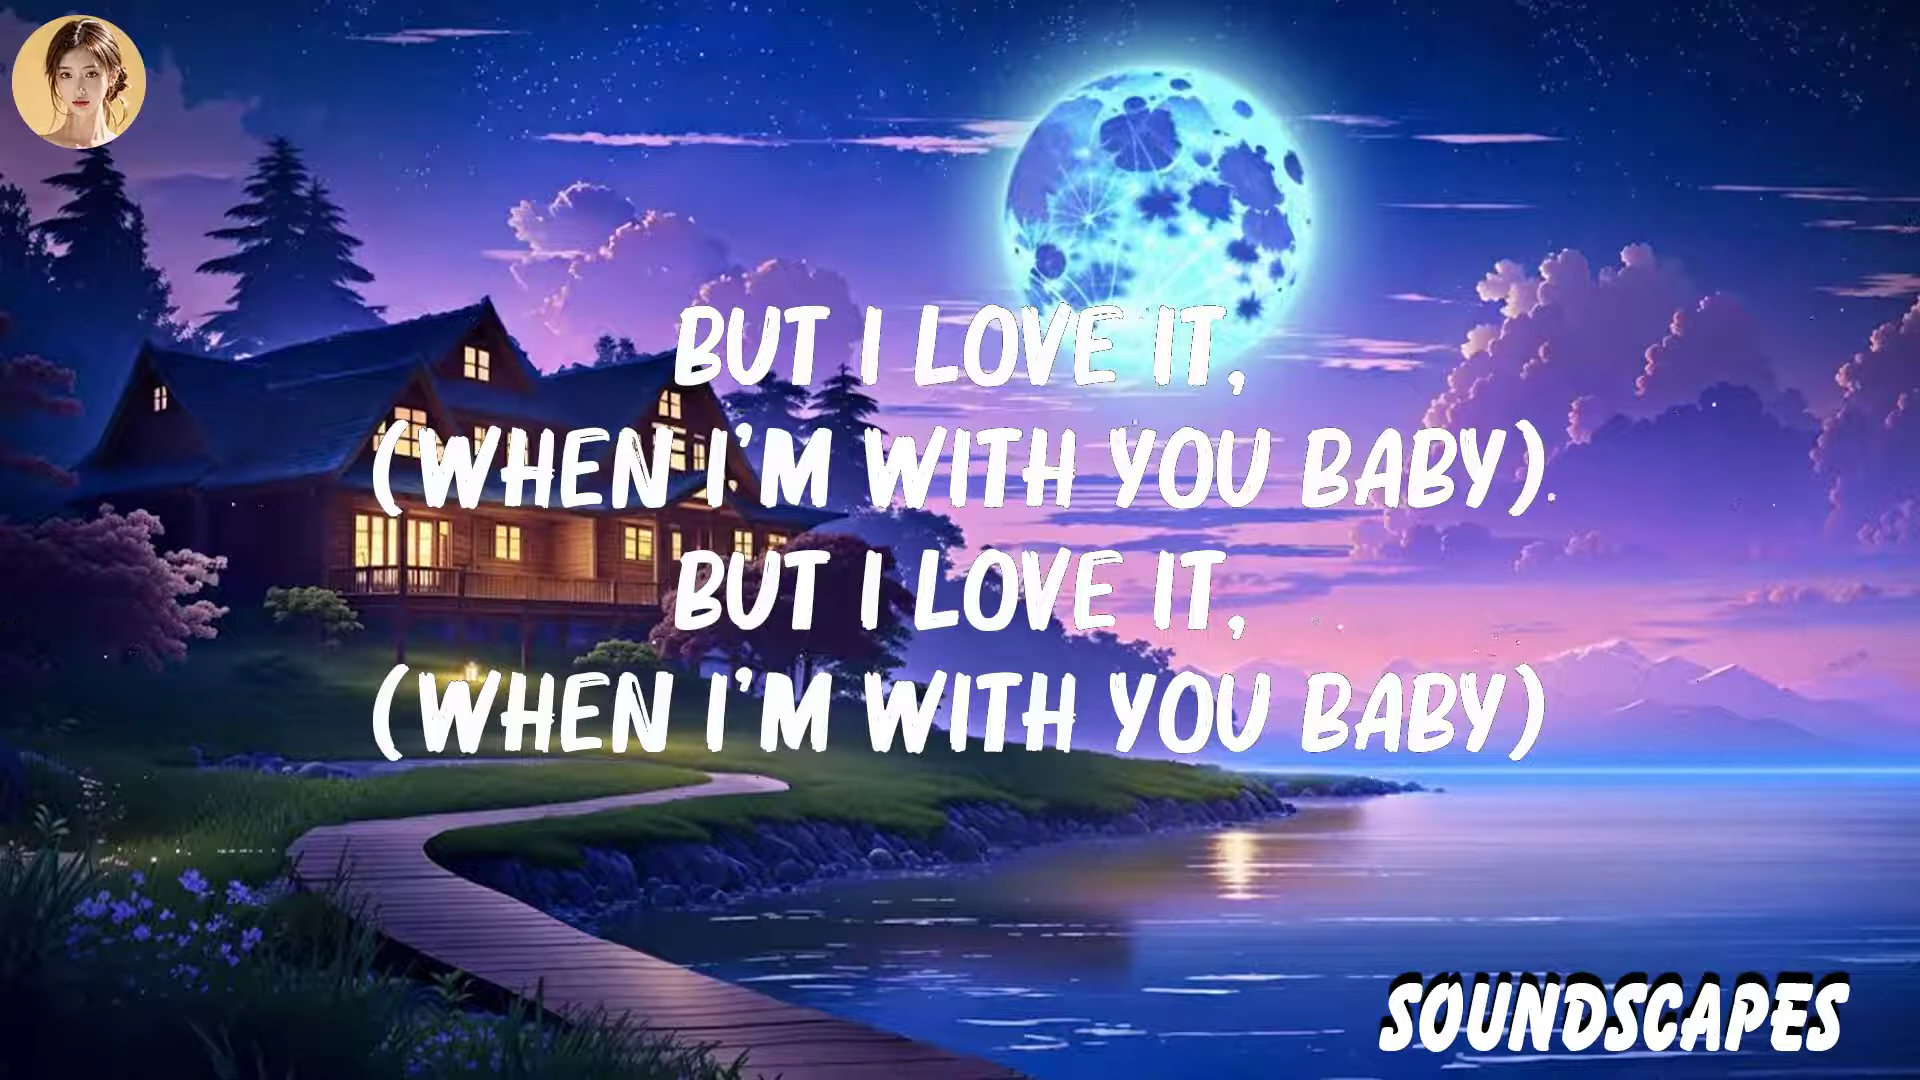 BUT I LOVE IT,
(WHEN I'M WITH YOU BABY).
BUT I LOVE IT,
(WHEN I'M WITH YOU BABY)
SOUNDSCAPES